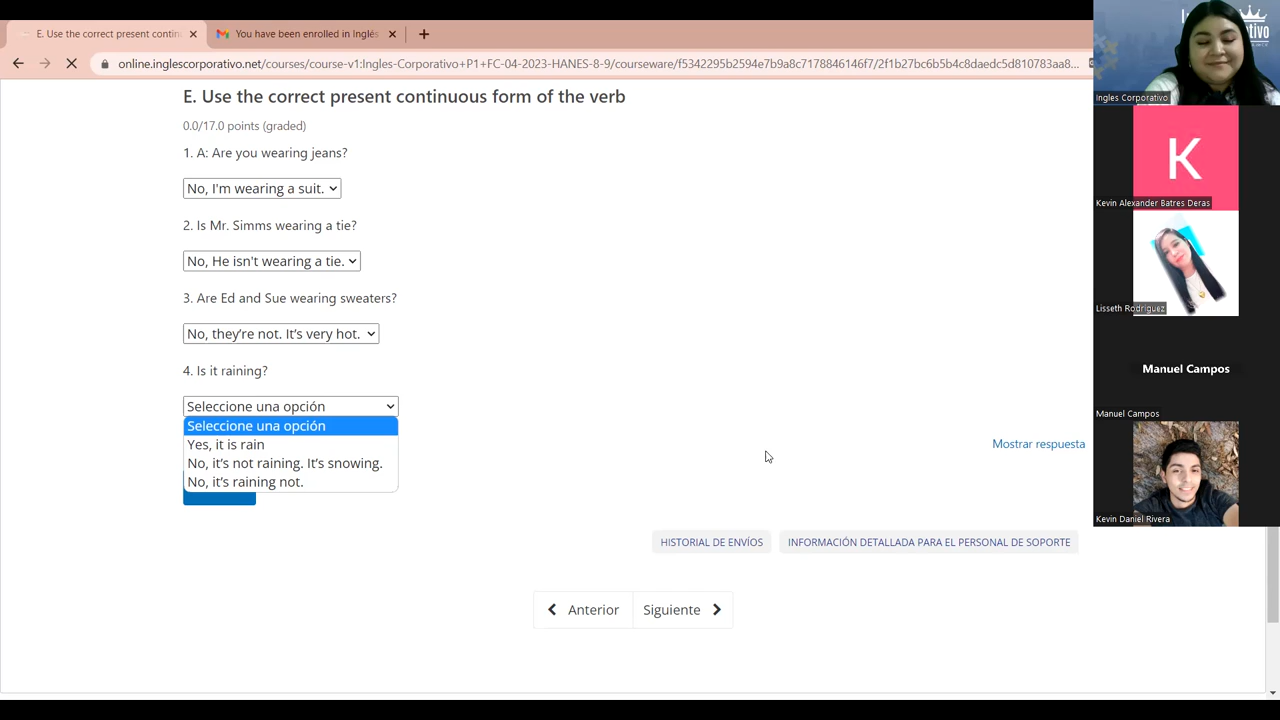 E. Use the correct present contin
You have been enrolled in Inglés
online.inglescorporativo.net/courses/course-v1:Ingles-Corporativo+P1+FC-04-2023-HANES-8-9/courseware/f5342295b2594e7b9a8c7178846146f7/2f1b27bc6b5b4c8daedc5d810783aa8...
E. Use the correct present continuous form of the verb
0.0/17.0 points (graded)
1. A: Are you wearing jeans?
No, I'm wearing a suit.
2. Is Mr. Simms wearing a tie?
No, He isn't wearing a tie.
3. Are Ed and Sue wearing sweaters?
No, they're not. It's very hot.
4. Is it raining?
Seleccione una opción
Seleccione una opción
Yes, it is rain
No, it's not raining. It's snowing.
No, it's raining not.
Mostrar respuesta
HISTORIAL DE ENVÍOS
INFORMACIÓN DETALLADA PARA EL PERSONAL DE SOPORTE
Anterior
Siguiente
Ingles Corporativo
K
Kevin Alexander Batres Deras
Lisseth Rodriguez
Manuel Campos
Manuel Campos
Kevin Daniel Rivera